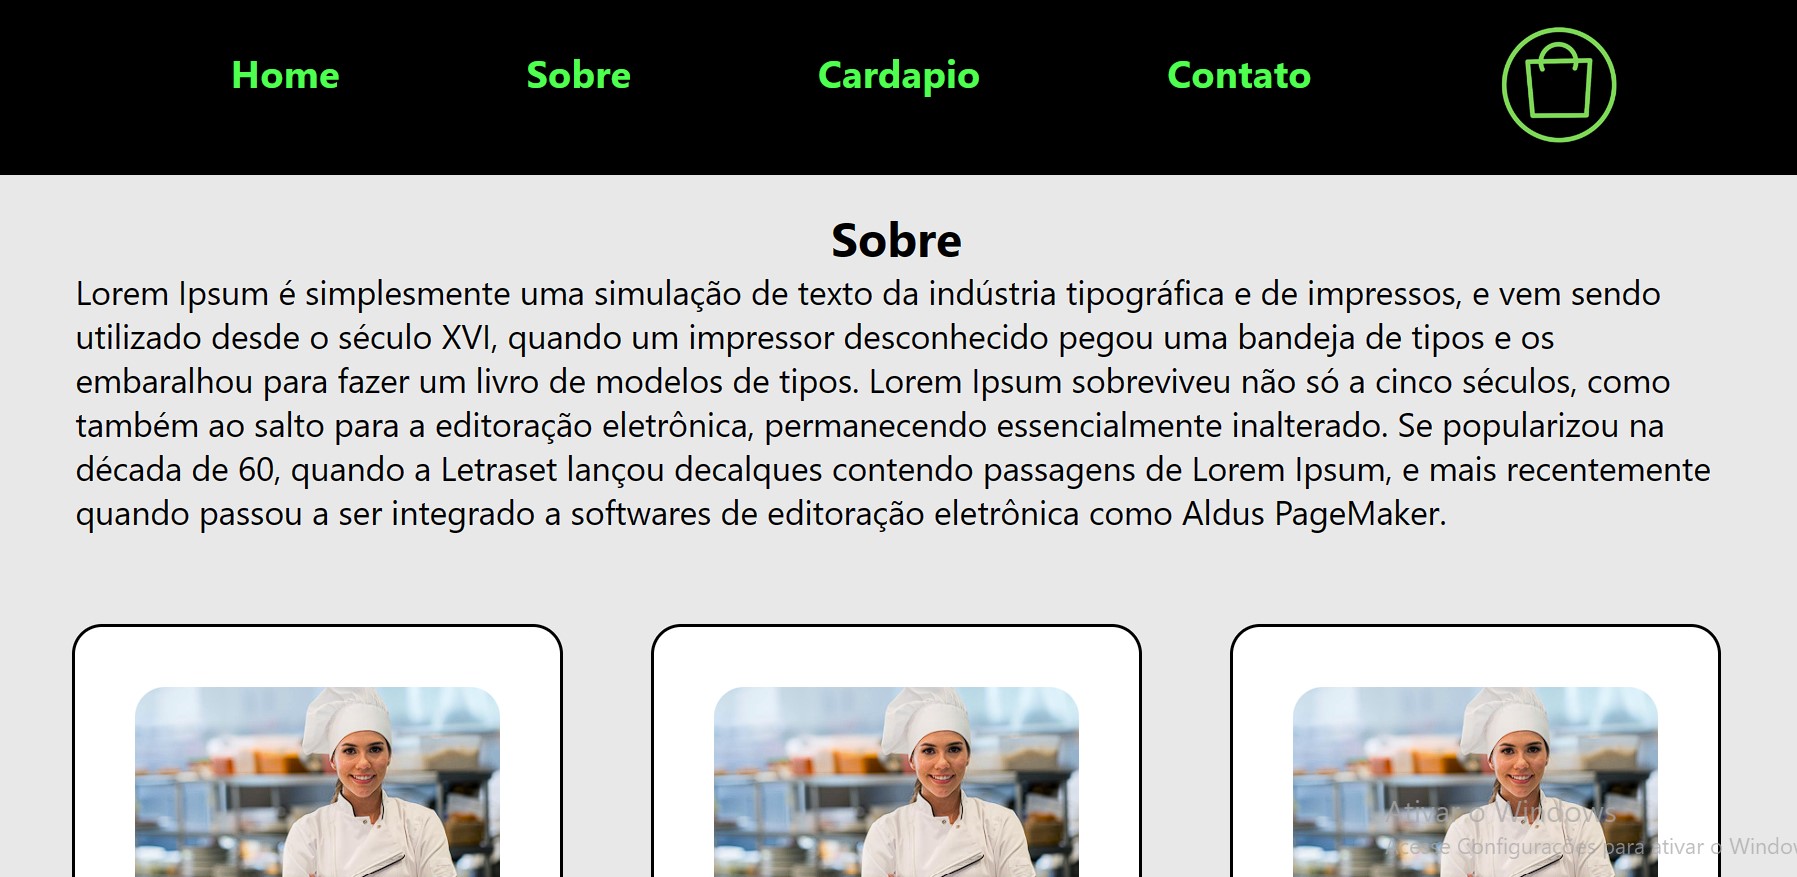 Home Sobre Cardapio Contato
Sobre
Lorem Ipsum é simplesmente uma simulação de texto da indústria tipográfica e de impressos, e vem sendo
utilizado desde o século XVI, quando um impressor desconhecido pegou uma bandeja de tipos e os
embaralhou para fazer um livro de modelos de tipos. Lorem Ipsum sobreviveu não só a cinco séculos, como
também ao salto para a editoração eletrônica, permanecendo essencialmente inalterado. Se popularizou na
década de 60, quando a Letraset lançou decalques contendo passagens de Lorem Ipsum, e mais recentemente
quando passou a ser integrado a softwares de editoração eletrônica como Aldus PageMaker.
Ativar o Windows
Acesse Configurações para ativar o Window